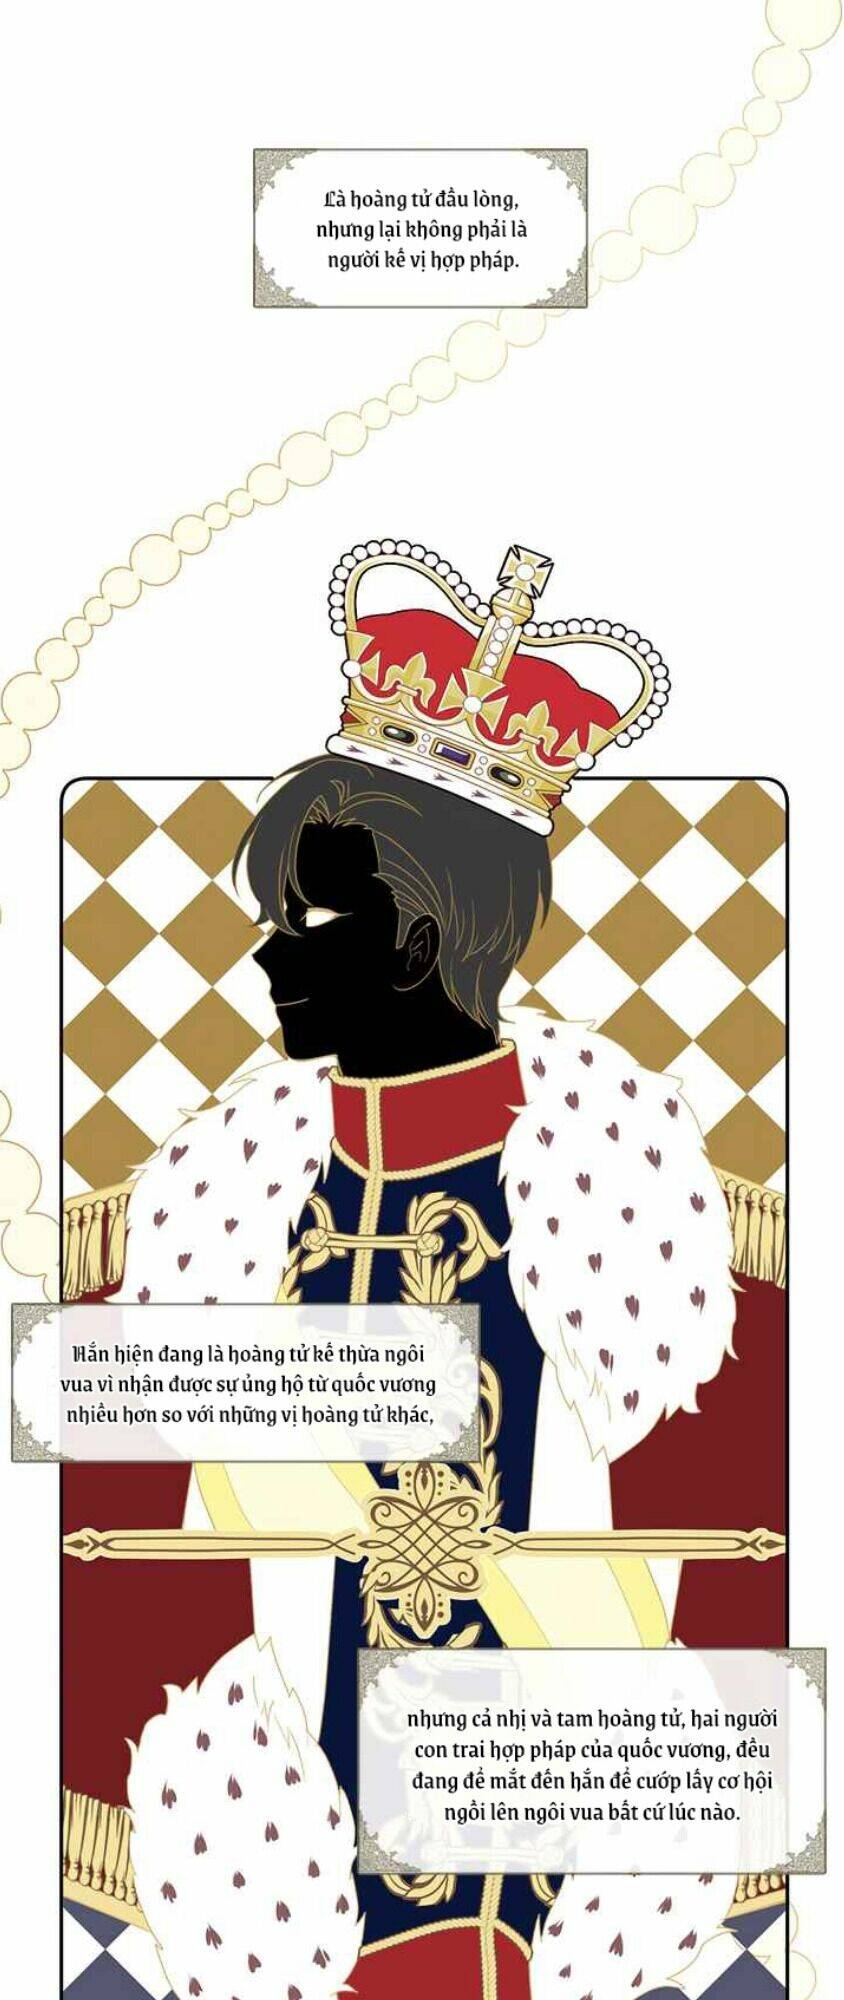 Là hoàng tử đầu lòng,
nhưng lại không phải là
người kế vị hợp pháp.
Hắn hiện đang là hoàng tử kế thừa ngôi
vua vì nhận được sự ủng hộ từ quốc vương
nhiều hơn so với những vị hoàng tử khác,
nhưng cả nhị và tam hoàng tử, hai người
con trai hợp pháp của quốc vương, đều
đang để mắt đến hắn để cướp lấy cơ hội
ngồi lên ngôi vua bất cứ lúc nào.